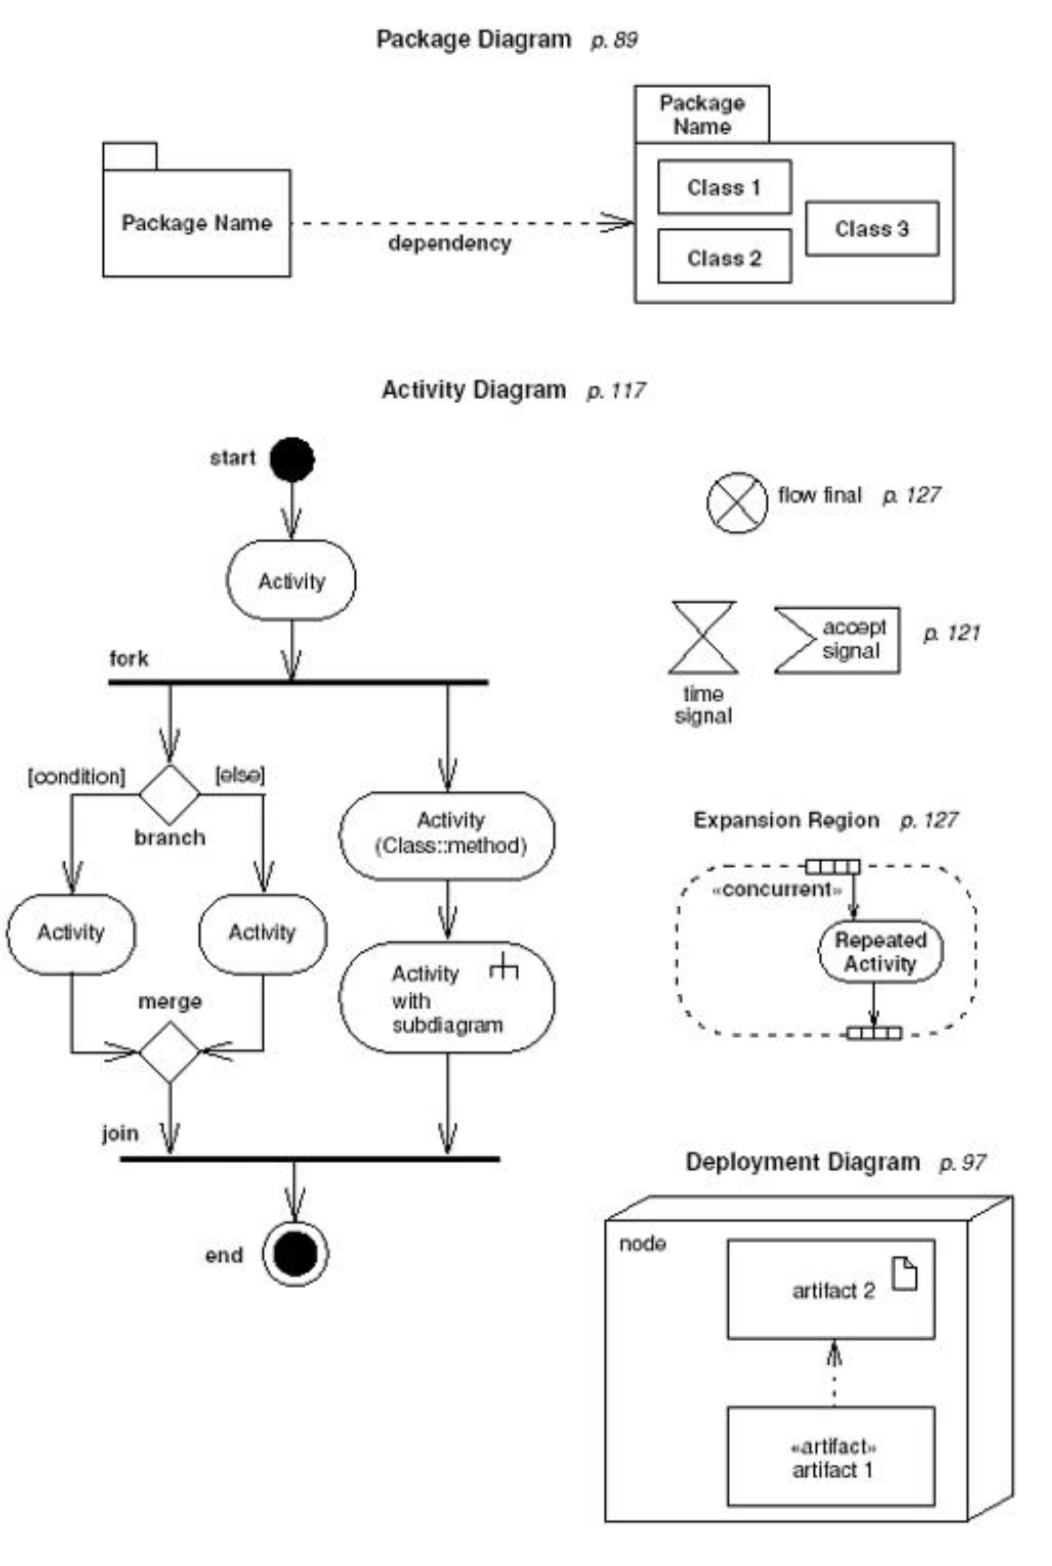 Package Diagram p. 89
Package
Name
Package Name
dependency
Class 1
Class 2
Class 3
Activity Diagram p. 117
start
Activity
fork
[condition]
[else]
branch
Activity
Activity
merge
join
end
Activity
(Class::method)
Activity
with
subdiagram
flow final p. 127
time
signal
accept
signal
p. 121
Expansion Region p. 127
«concurrent»
Repeated
Activity
Deployment Diagram p. 97
node
artifact 2
«artifact»
artifact 1